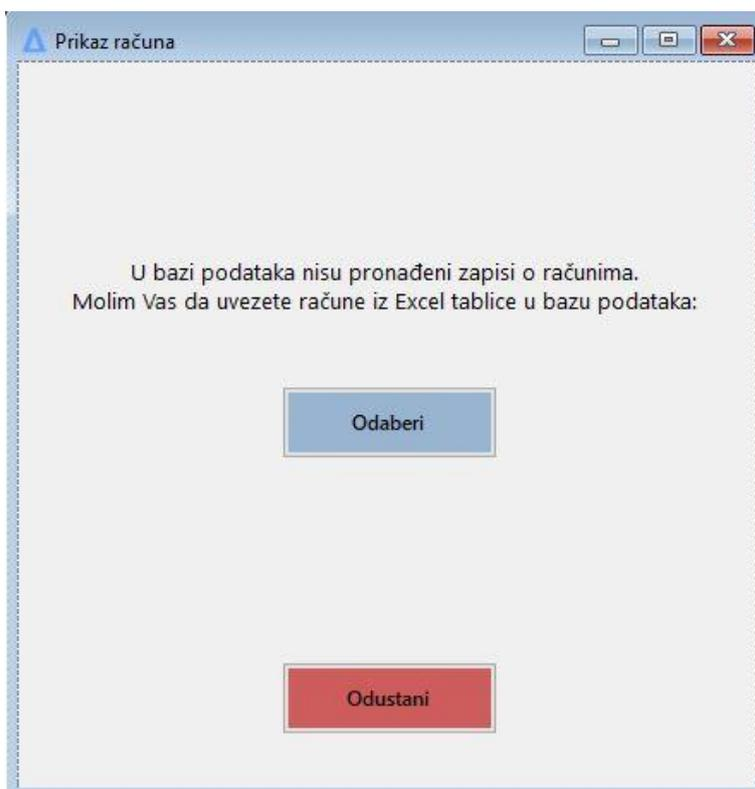 Prikaz računa
U bazi podataka nisu pronađeni zapisi o računima.
Molim Vas da uvezete račune iz Excel tablice u bazu podataka:
Odaberi
Odustani